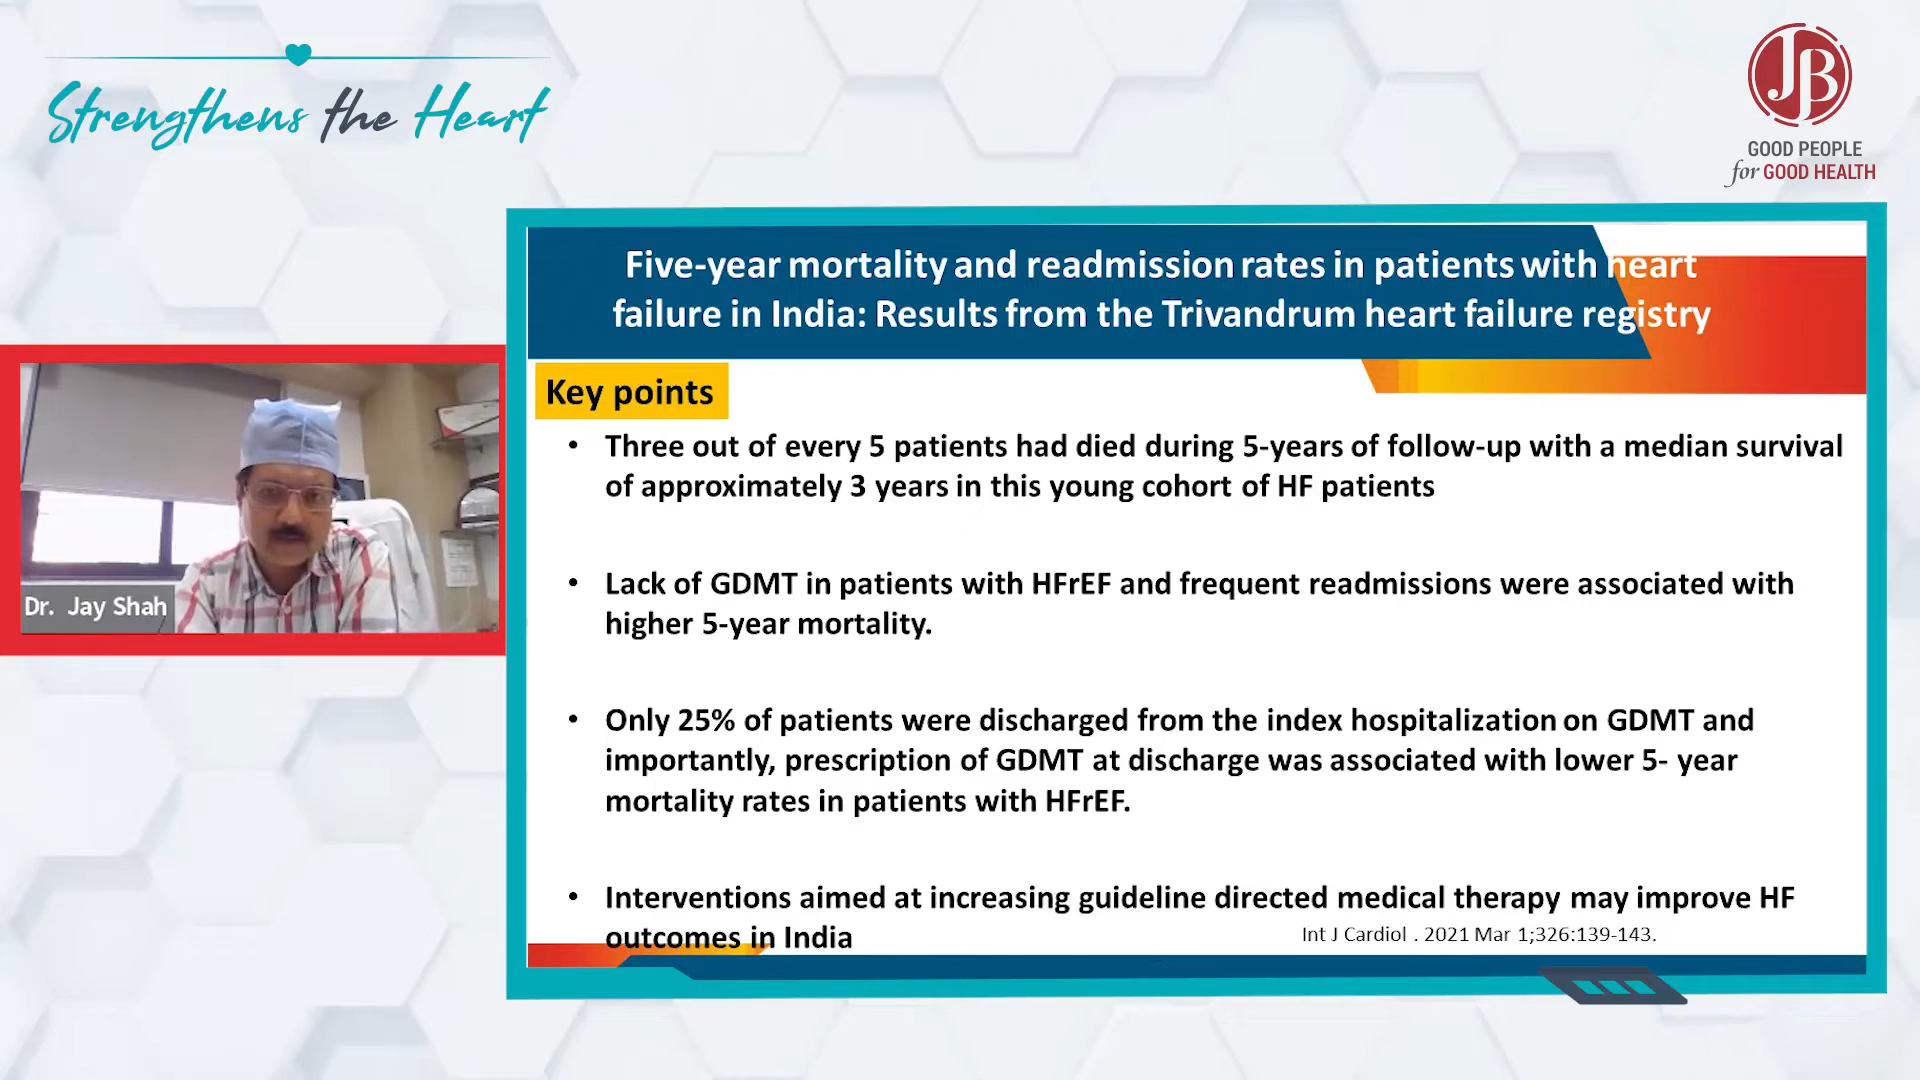 Strengthens the Heart
JB
GOOD PEOPLE
for GOOD HEALTH
Five-year mortality and readmission rates in patients with heart
failure in India: Results from the Trivandrum heart failure registry
Key points
• Three out of every 5 patients had died during 5-years of follow-up with a median survival
of approximately 3 years in this young cohort of HF patients
• Lack of GDMT in patients with HFrEF and frequent readmissions were associated with
higher 5-year mortality.
• Only 25% of patients were discharged from the index hospitalization on GDMT and
importantly, prescription of GDMT at discharge was associated with lower 5- year
mortality rates in patients with HFrEF.
• Interventions aimed at increasing guideline directed medical therapy may improve HF
outcomes in India
Int J Cardiol . 2021 Mar 1;326:139-143.
Dr. Jay Shah